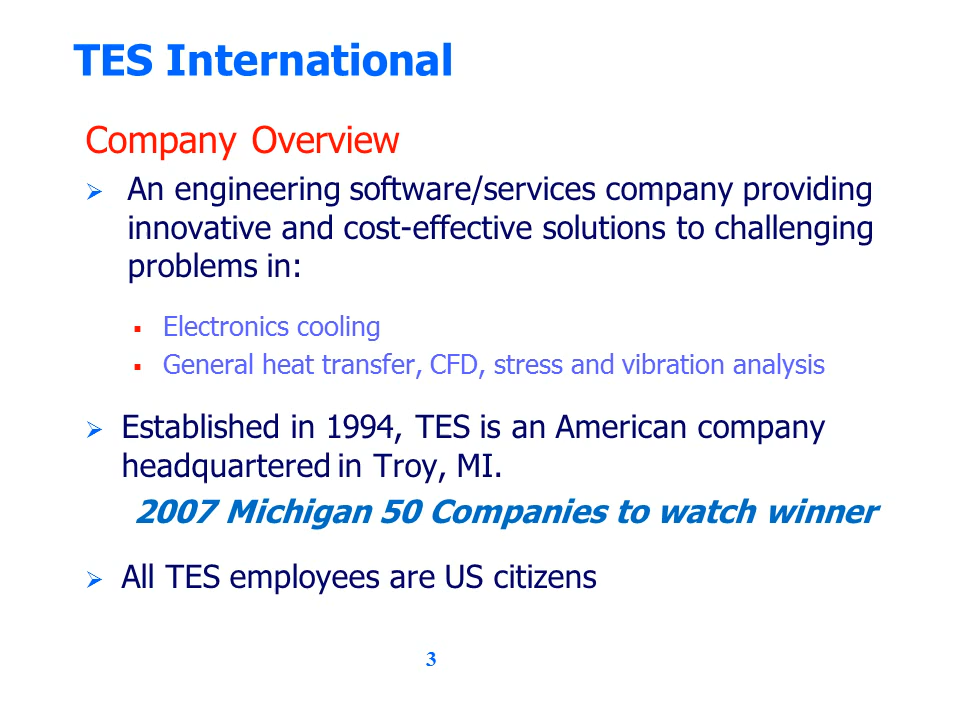 TES International
Company Overview
An engineering software/services company providing
innovative and cost-effective solutions to challenging
problems in:
Electronics cooling
General heat transfer, CFD, stress and vibration analysis
Established in 1994, TES is an American company
headquartered in Troy, MI.
2007 Michigan 50 Companies to watch winner
All TES employees are US citizens
3